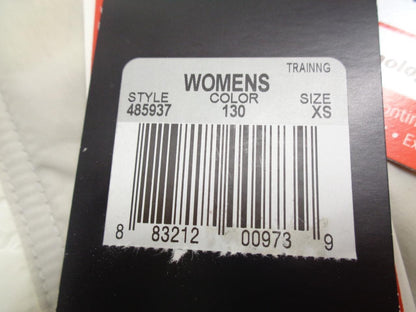 TRAINNG
WOMENS
STYLE COLOR SIZE
485937 130 XS
8 83212 00973 9